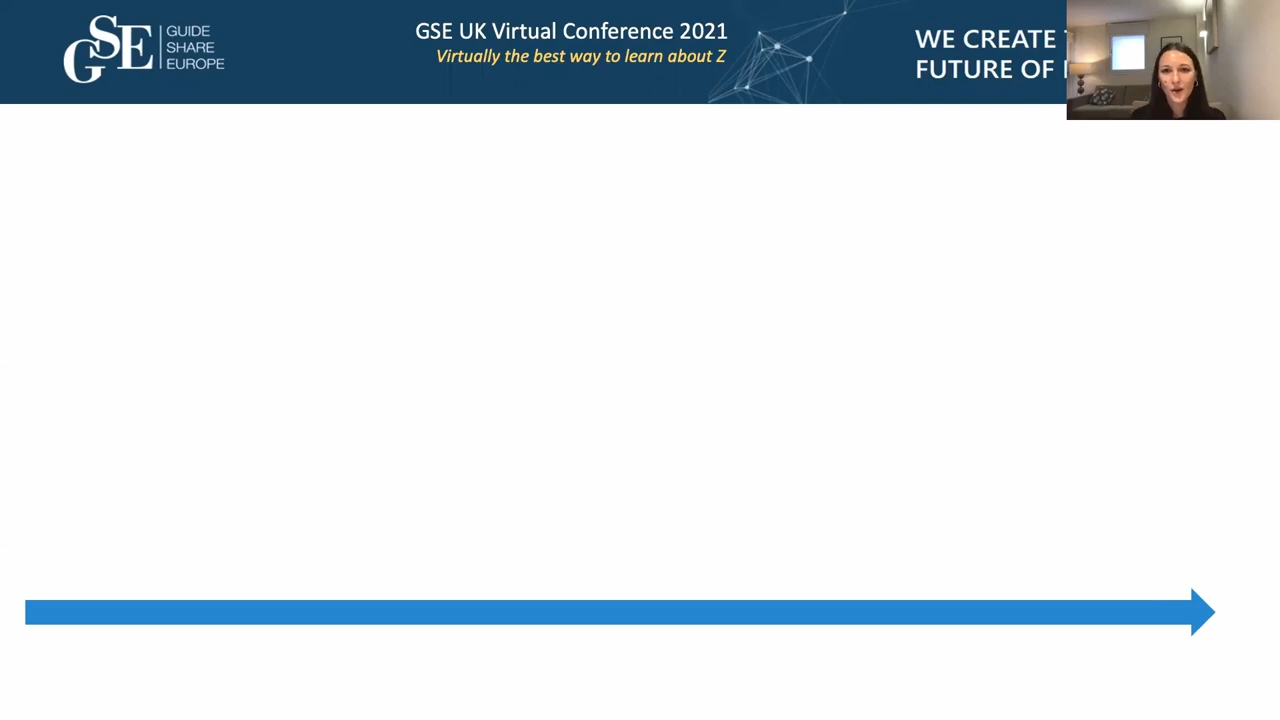 GSE
GUIDE
SHARE
EUROPE
GSE UK Virtual Conference 2021
Virtually the best way to learn about Z
WE CREATE
FUTURE OF